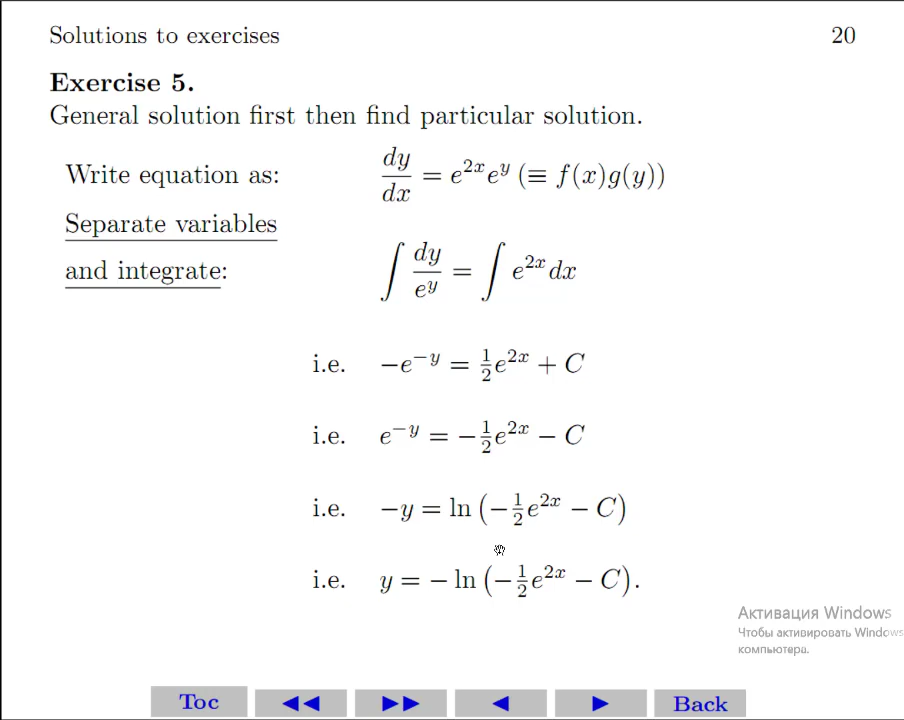 Solutions to exercises 20
Exercise 5.
General solution first then find particular solution.
Write equation as: dy/dx = e^{2x}e^y (≡ f(x)g(y))
Separate variables
and integrate: ∫ dy/e^y = ∫ e^{2x} dx
i.e. −e^{−y} = ½e^{2x} + C
i.e. e^{−y} = −½e^{2x} − C
i.e. −y = ln (−½e^{2x} − C)
i.e. y = − ln (−½e^{2x} − C).
Активация Windows
Чтобы активировать Windows
компьютера.
Toc ◀◀ ▶▶ ◀ ▶ Back